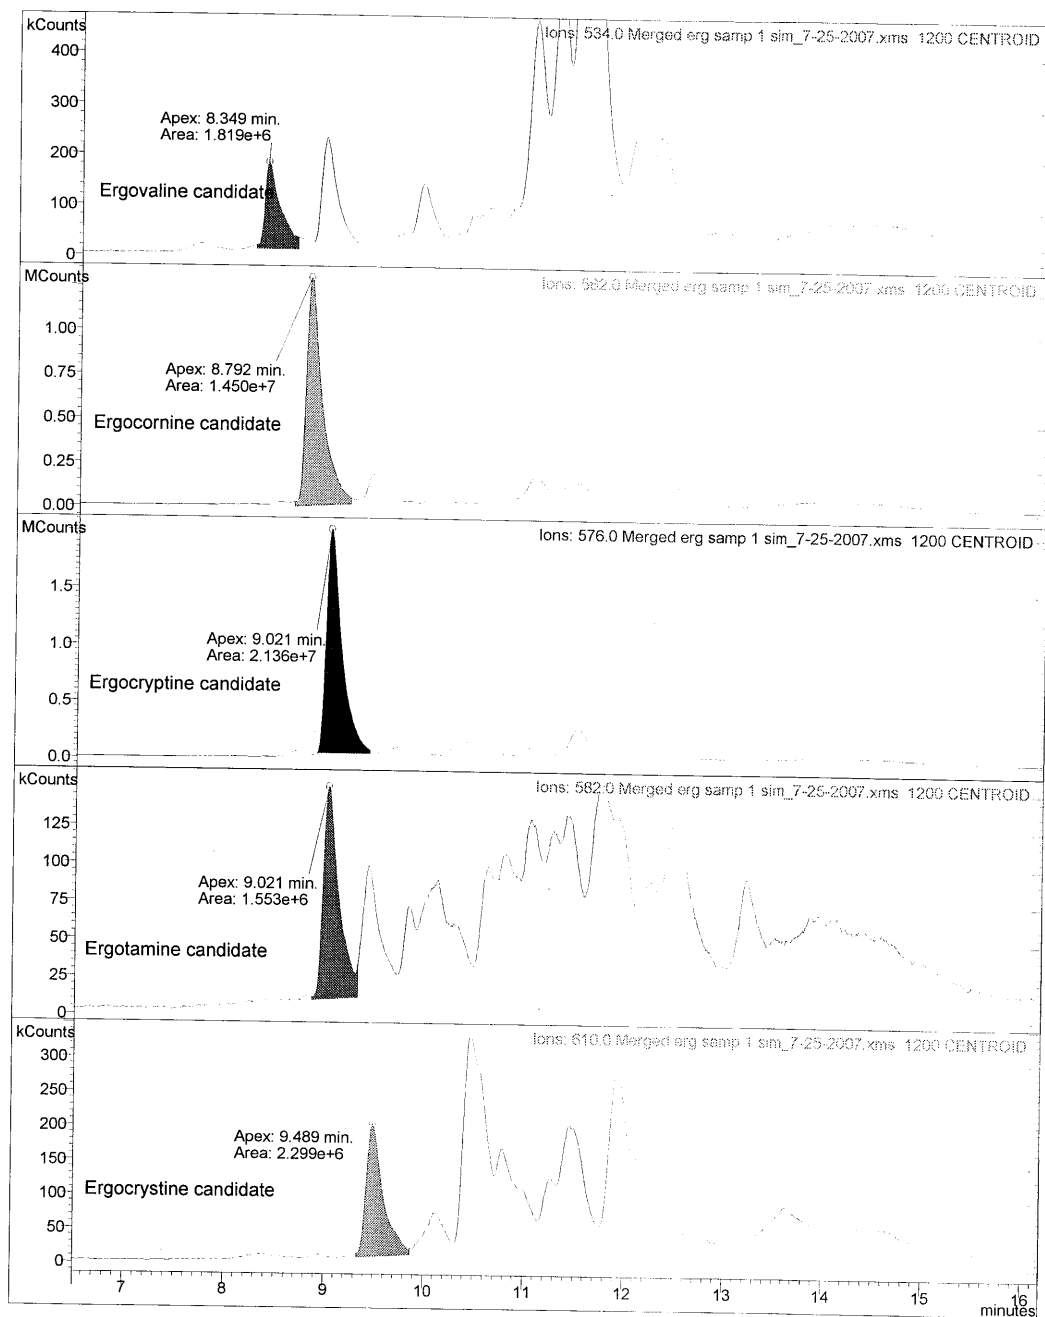 kCounts
Ions: 534.0 Merged erg samp 1 sim_7-25-2007.xms 1200 CENTROID
400
300
Apex: 8.349 min.
Area: 1.819e+6
200
Ergovaline candidate
100
0
MCounts
Ions: 562.0 Merged erg samp 1 sim_7-25-2007.xms 1200 CENTROID
1.00
Apex: 8.792 min.
Area: 1.450e+7
0.75
0.50
Ergocornine candidate
0.25
0.00
MCounts
Ions: 576.0 Merged erg samp 1 sim_7-25-2007.xms 1200 CENTROID
1.5
Apex: 9.021 min.
Area: 2.136e+7
1.0
Ergocryptine candidate
0.5
0.0
kCounts
Ions: 582.0 Merged erg samp 1 sim_7-25-2007.xms 1200 CENTROID
125
100
Apex: 9.021 min.
Area: 1.553e+6
75
50
Ergotamine candidate
25
0
kCounts
Ions: 610.0 Merged erg samp 1 sim_7-25-2007.xms 1200 CENTROID
300
200
Apex: 9.489 min.
Area: 2.299e+6
150
100
Ergocrystine candidate
50
0
7 8 9 10 11 12 13 14 15 16
minutes